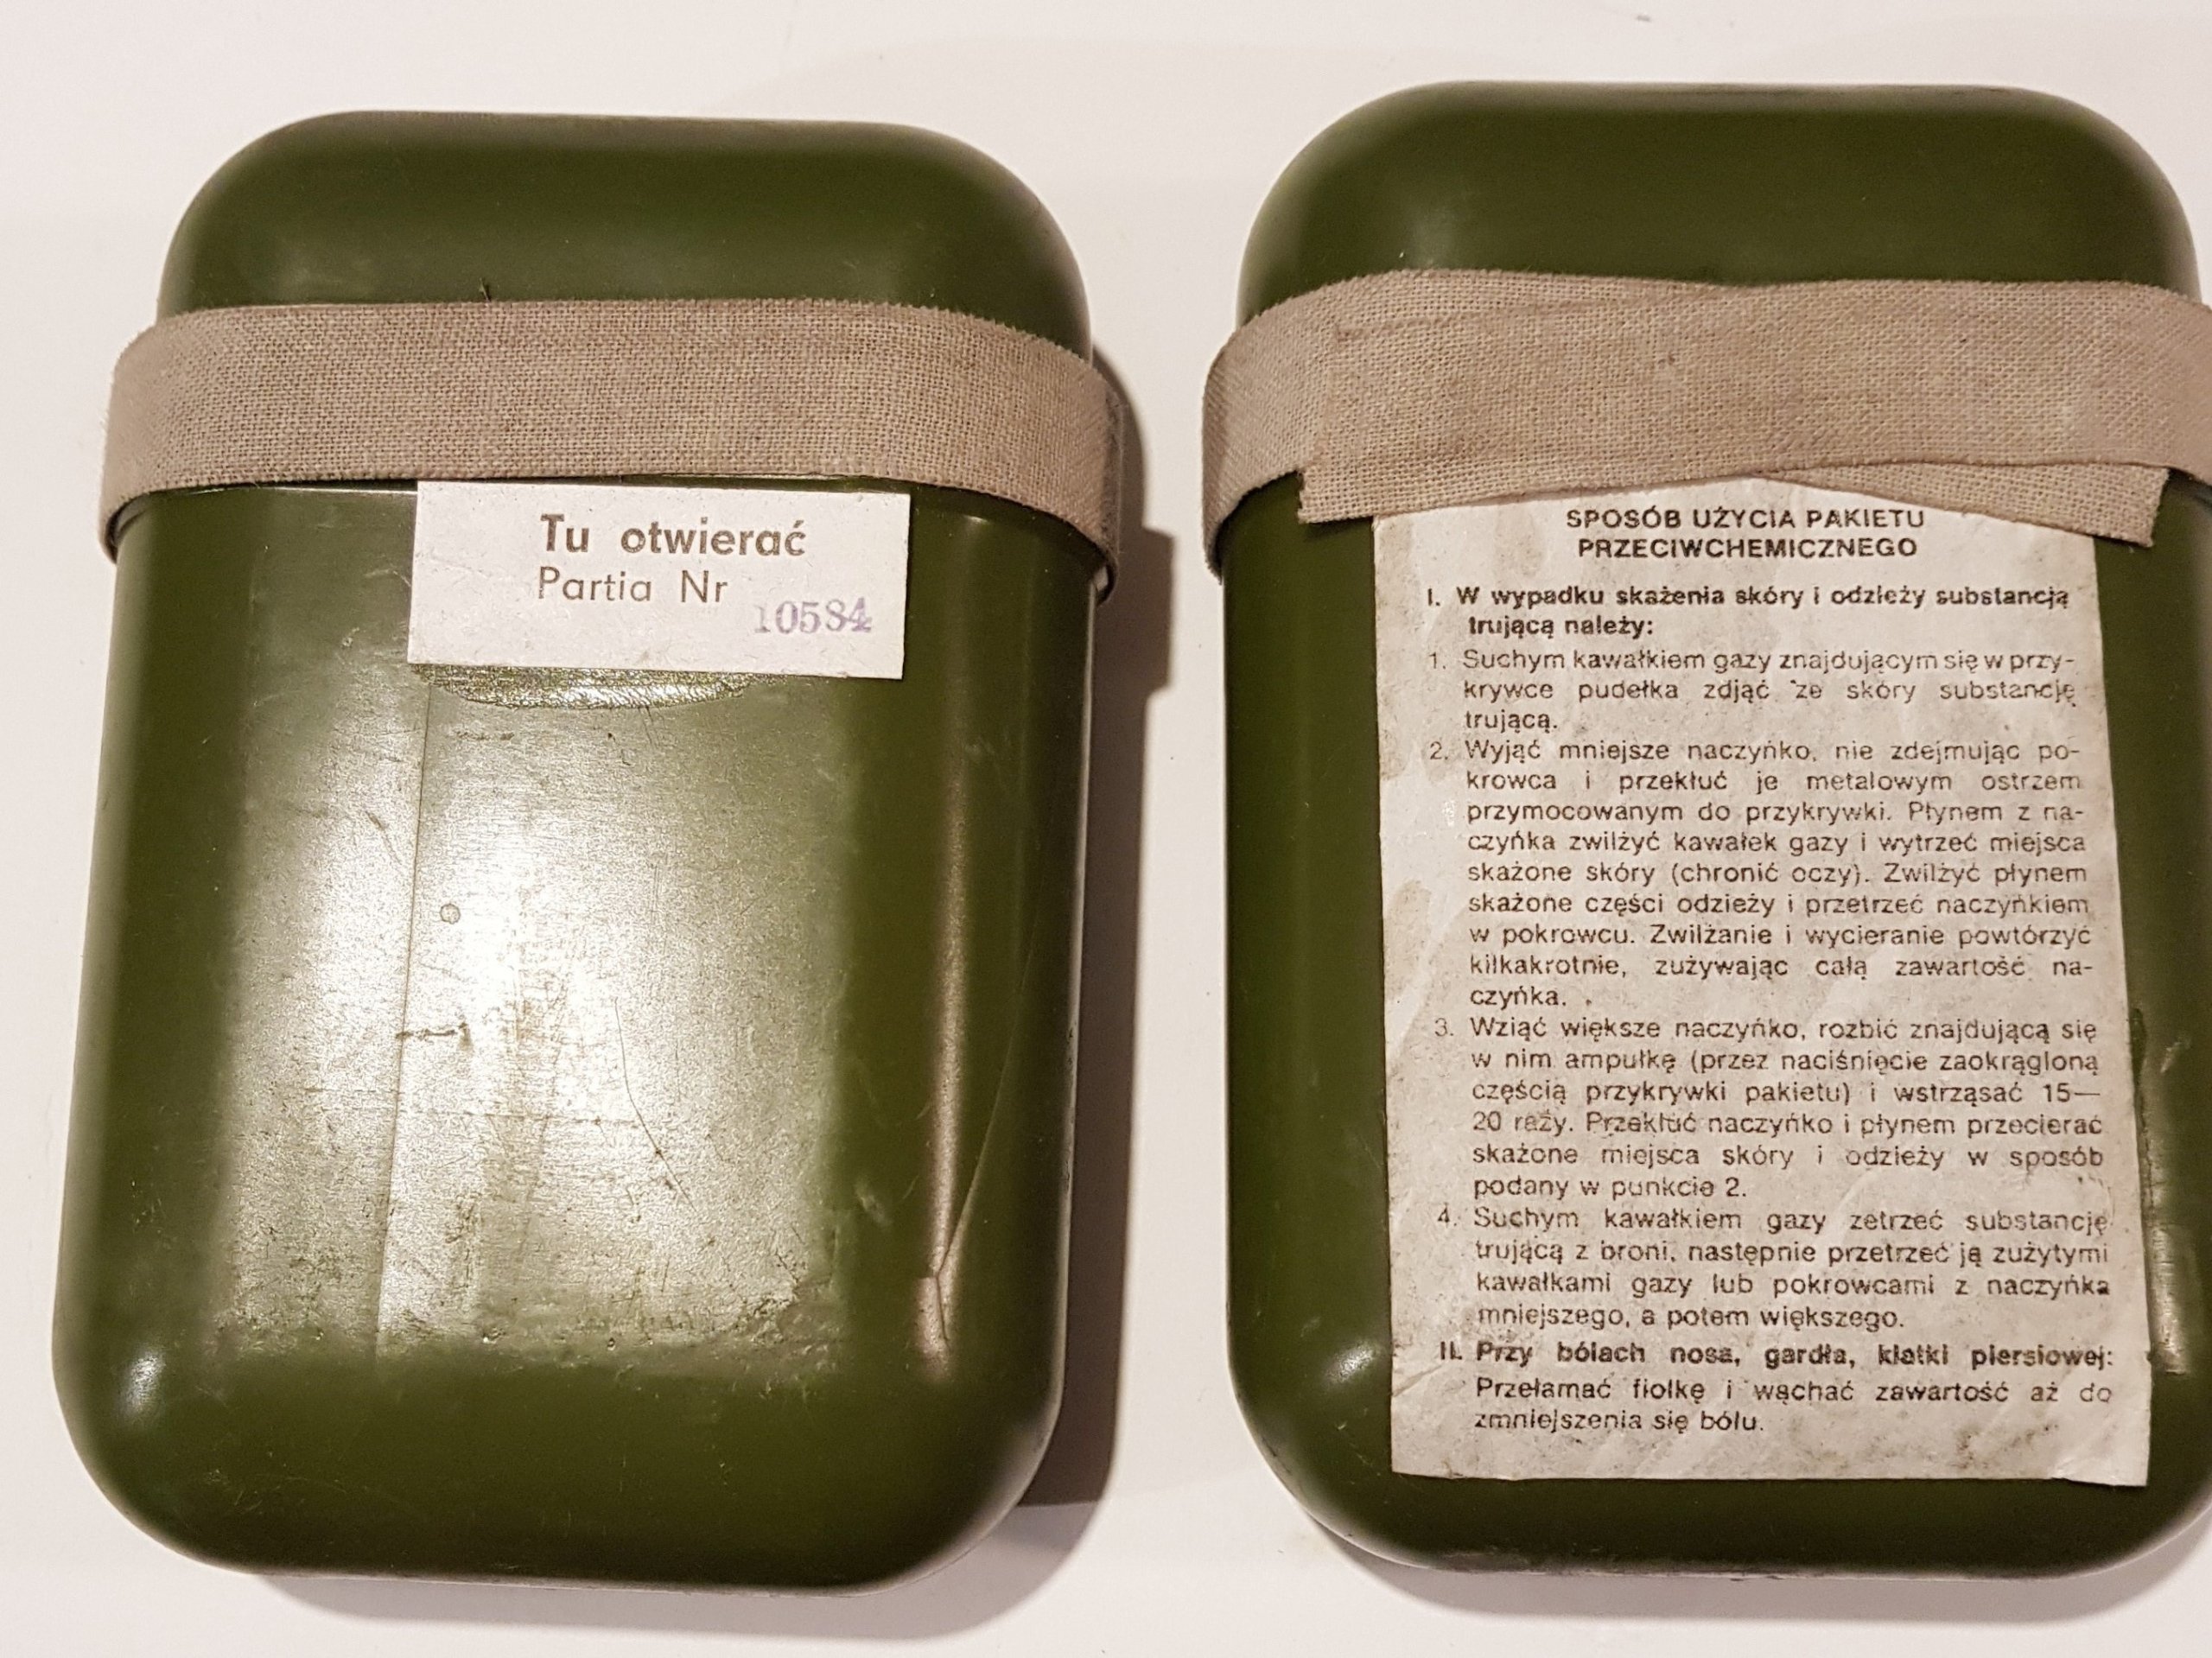 Tu otwierać
Partia Nr
10584
SPOSÓB UŻYCIA PAKIETU
PRZECIWCHEMICZNEGO
I. W wypadku skażenia skóry i odzieży substancją
trującą należy:
1. Suchym kawałkiem gazy znajdującym się w przy-
krywce pudełka zdjąć ze skóry substancję
trującą.
2. Wyjąć mniejsze naczyńko, nie zdejmując po-
krowca i przekłuć je metalowym ostrzem
przymocowanym do przykrywki. Płynem z na-
czyńka zwilżyć kawałek gazy i wytrzeć miejsca
skażone skóry (chronić oczy). Zwilżyć płynem
skażone części odzieży i przetrzeć naczyńkiem
w pokrowcu. Zwilżanie i wycieranie powtórzyć
kilkakrotnie, zużywając całą zawartość na-
czyńka.
3. Wziąć większe naczyńko, rozbić znajdującą się
w nim ampułkę (przez naciśnięcie zaokrągloną
częścią przykrywki pakietu) i wstrząsać 15—
20 razy. Przekłuć naczyńko i płynem przecierać
skażone miejsca skóry i odzieży w sposób
podany w punkcie 2.
4. Suchym kawałkiem gazy zetrzeć substancję
trującą z broni, następnie przetrzeć ją zużytymi
kawałkami gazy lub pokrowcami z naczyńka
mniejszego, a potem większego.
II. Przy bólach nosa, gardła, klatki piersiowej:
Przełamać fiolkę i wąchać zawartość aż do
zmniejszenia się bólu.